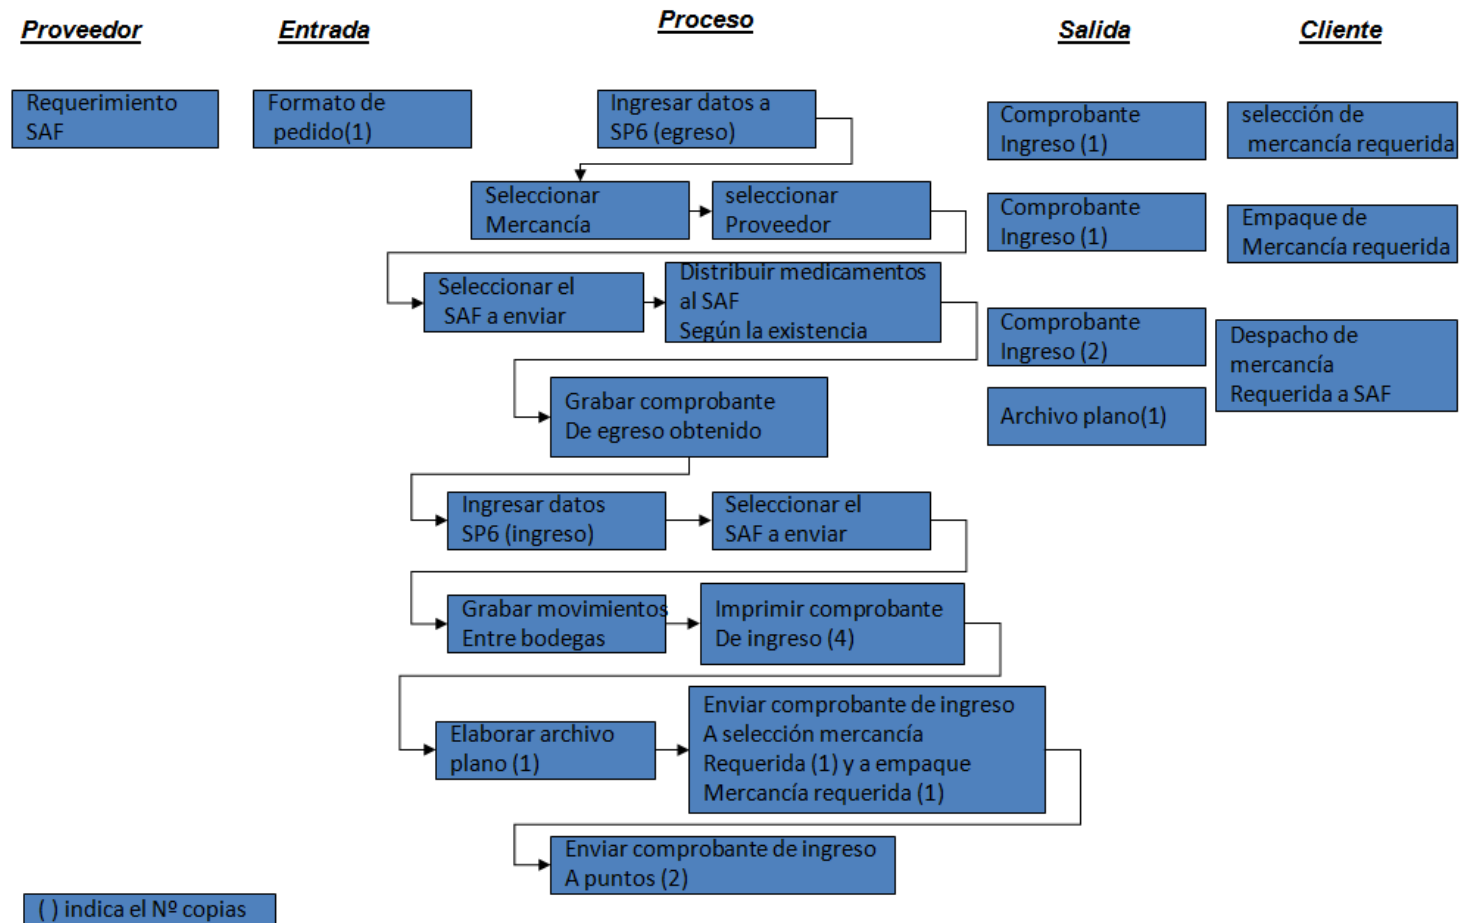 Proveedor
Entrada
Proceso
Salida
Cliente
Requerimiento
SAF
Formato de
pedido(1)
Ingresar datos a
SP6 (egreso)
Comprobante
Ingreso (1)
selección de
mercancía requerida
Seleccionar
Mercancía
seleccionar
Proveedor
Comprobante
Ingreso (1)
Empaque de
Mercancía requerida
Seleccionar el
SAF a enviar
Distribuir medicamentos
al SAF
Según la existencia
Comprobante
Ingreso (2)
Despacho de
mercancía
Requerida a SAF
Grabar comprobante
De egreso obtenido
Archivo plano(1)
Ingresar datos
SP6 (ingreso)
Seleccionar el
SAF a enviar
Grabar movimientos
Entre bodegas
Imprimir comprobante
De ingreso (4)
Elaborar archivo
plano (1)
Enviar comprobante de ingreso
A selección mercancía
Requerida (1) y a empaque
Mercancía requerida (1)
Enviar comprobante de ingreso
A puntos (2)
( ) indica el Nº copias